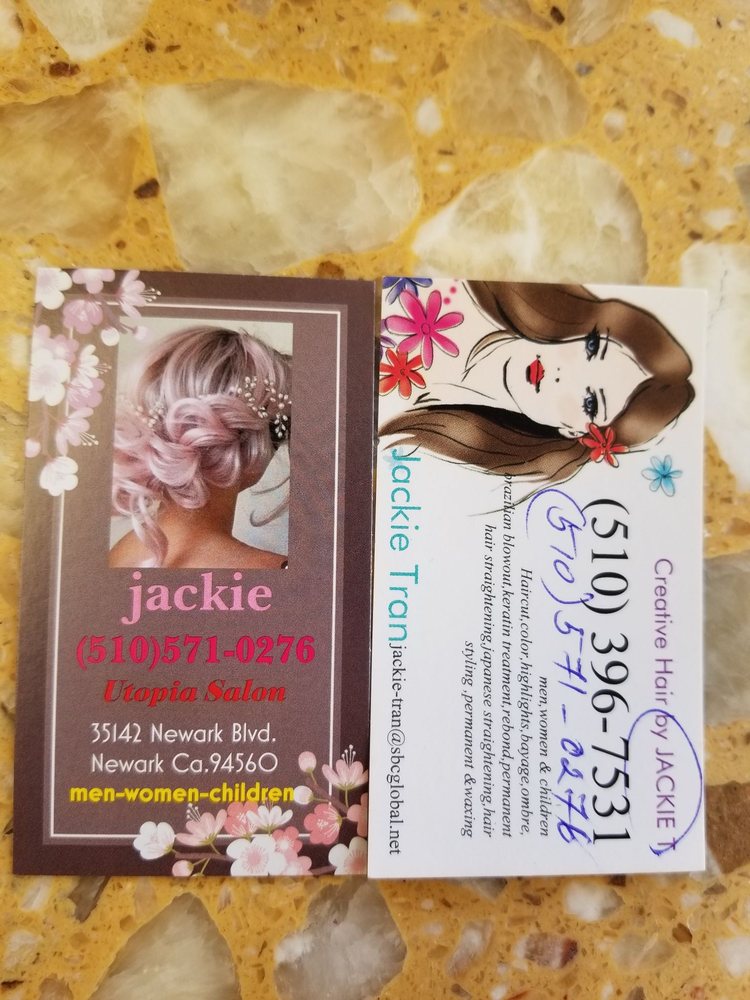 jackie
(510)571-0276
Utopia Salon
35142 Newark Blvd.
Newark Ca.94560
men-women-children
Creative Hair by JACKIE T
(510) 396-7531
(510) 571-0276
men,women & children
Haircut,color,highlights,bayage,ombre,
brazilian blowout,keratin treatment,rebond,permanent
hair straightening,japanese straightening,hair
styling ,permanent &waxing
Jackie Tran
jackie-tran@sbcglobal.net